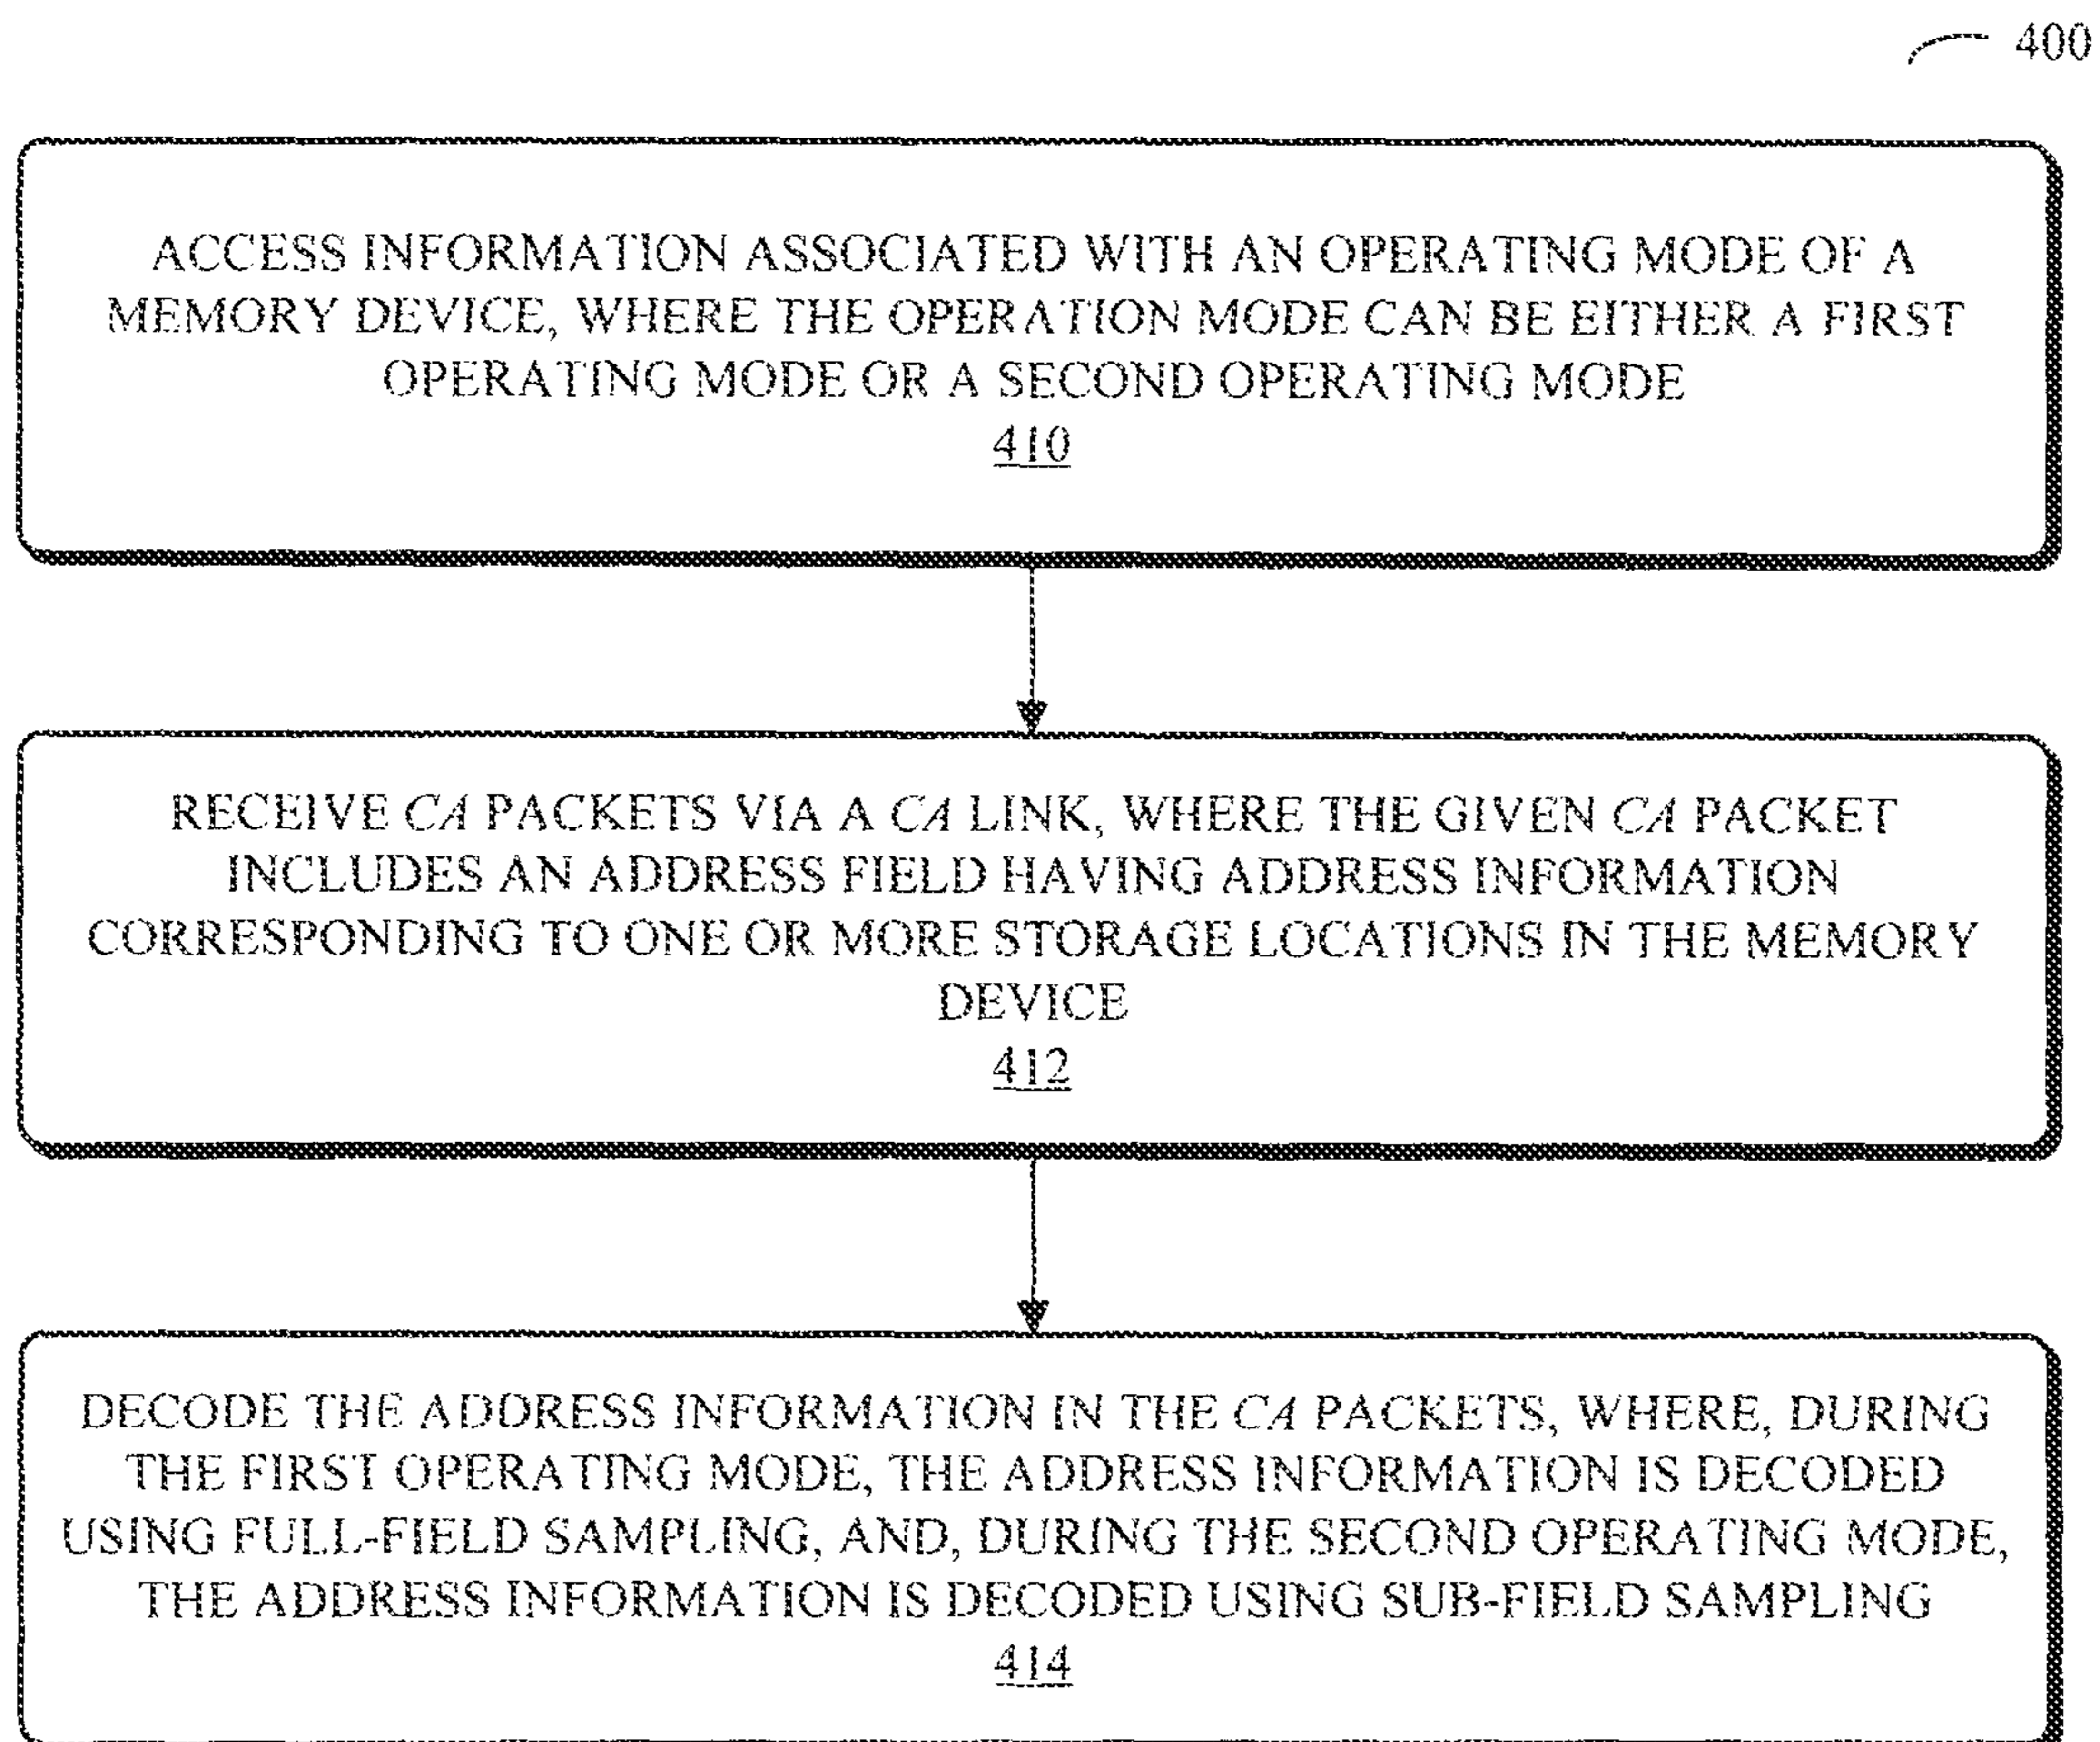 400
ACCESS INFORMATION ASSOCIATED WITH AN OPERATING MODE OF A
MEMORY DEVICE, WHERE THE OPERATION MODE CAN BE EITHER A FIRST
OPERATING MODE OR A SECOND OPERATING MODE
410
RECEIVE CA PACKETS VIA A CA LINK, WHERE THE GIVEN CA PACKET
INCLUDES AN ADDRESS FIELD HAVING ADDRESS INFORMATION
CORRESPONDING TO ONE OR MORE STORAGE LOCATIONS IN THE MEMORY
DEVICE
412
DECODE THE ADDRESS INFORMATION IN THE CA PACKETS, WHERE, DURING
THE FIRST OPERATING MODE, THE ADDRESS INFORMATION IS DECODED
USING FULL-FIELD SAMPLING, AND, DURING THE SECOND OPERATING MODE,
THE ADDRESS INFORMATION IS DECODED USING SUB-FIELD SAMPLING
414